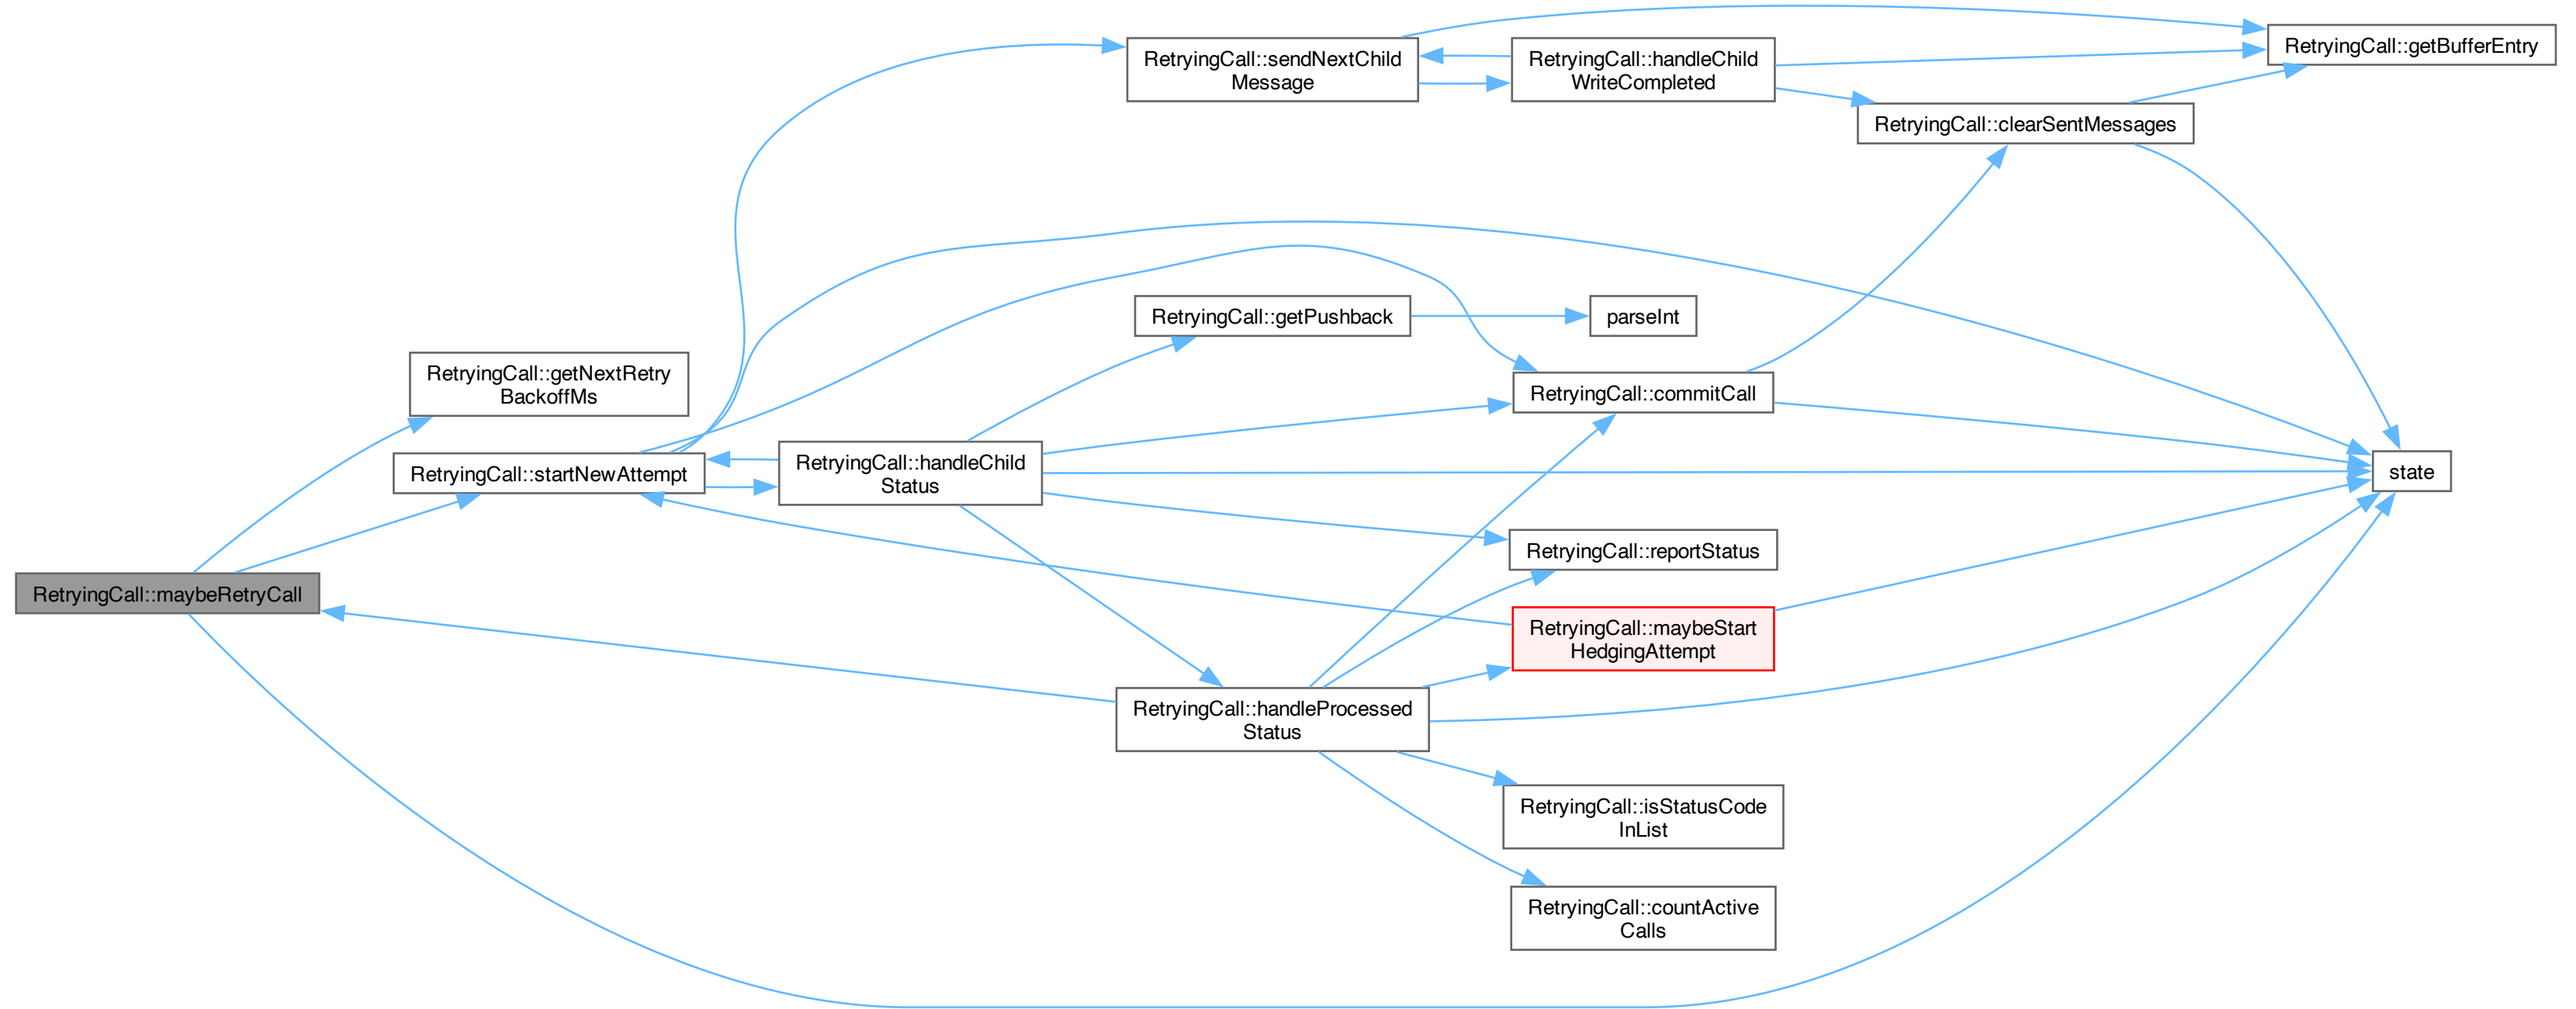 RetryingCall::maybeRetryCall
RetryingCall::getNextRetry
BackoffMs
RetryingCall::startNewAttempt
RetryingCall::handleChild
Status
RetryingCall::sendNextChild
Message
RetryingCall::handleChild
WriteCompleted
RetryingCall::getBufferEntry
RetryingCall::clearSentMessages
RetryingCall::getPushback
parseInt
RetryingCall::commitCall
state
RetryingCall::reportStatus
RetryingCall::maybeStart
HedgingAttempt
RetryingCall::handleProcessed
Status
RetryingCall::isStatusCode
InList
RetryingCall::countActive
Calls